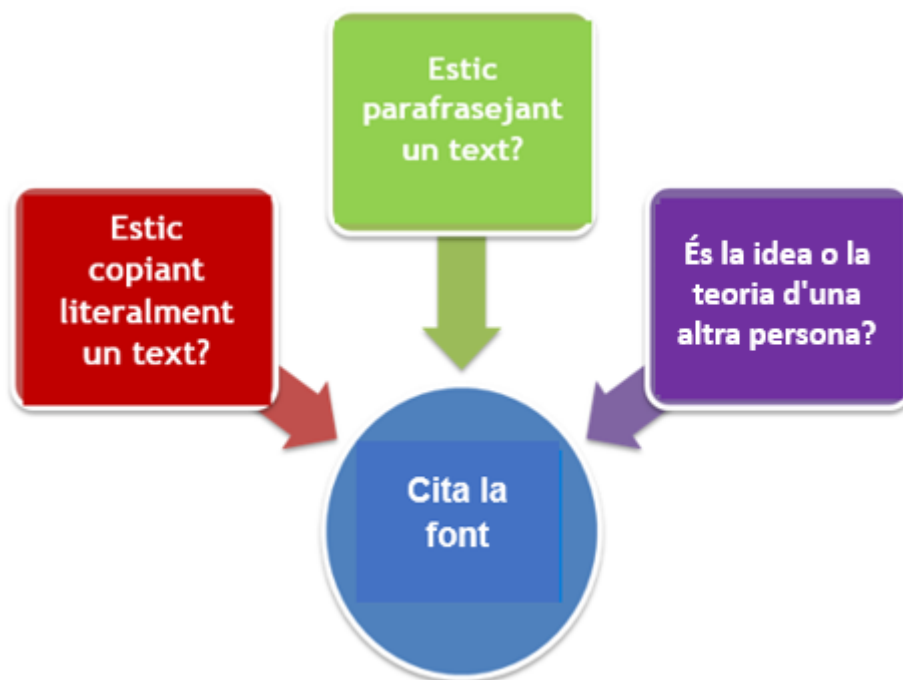 Estic
parafrasejant
un text?
Estic
copiant
literalment
un text?
És la idea o la
teoria d'una
altra persona?
Cita la
font